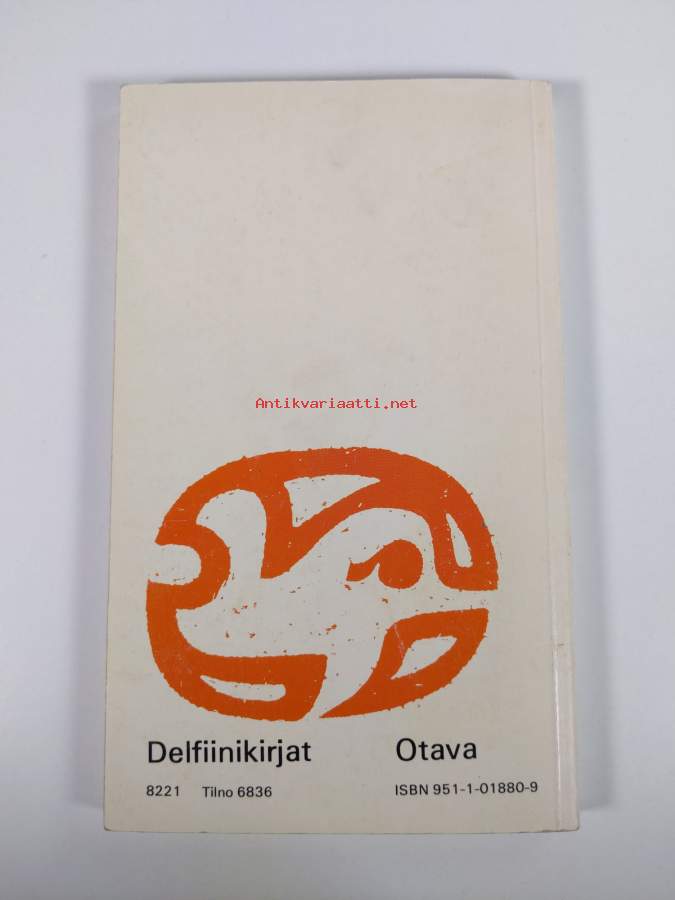 Antikvariaatti.net
Delfiinikirjat Otava
8221 Tilno 6836 ISBN 951-1-01880-9